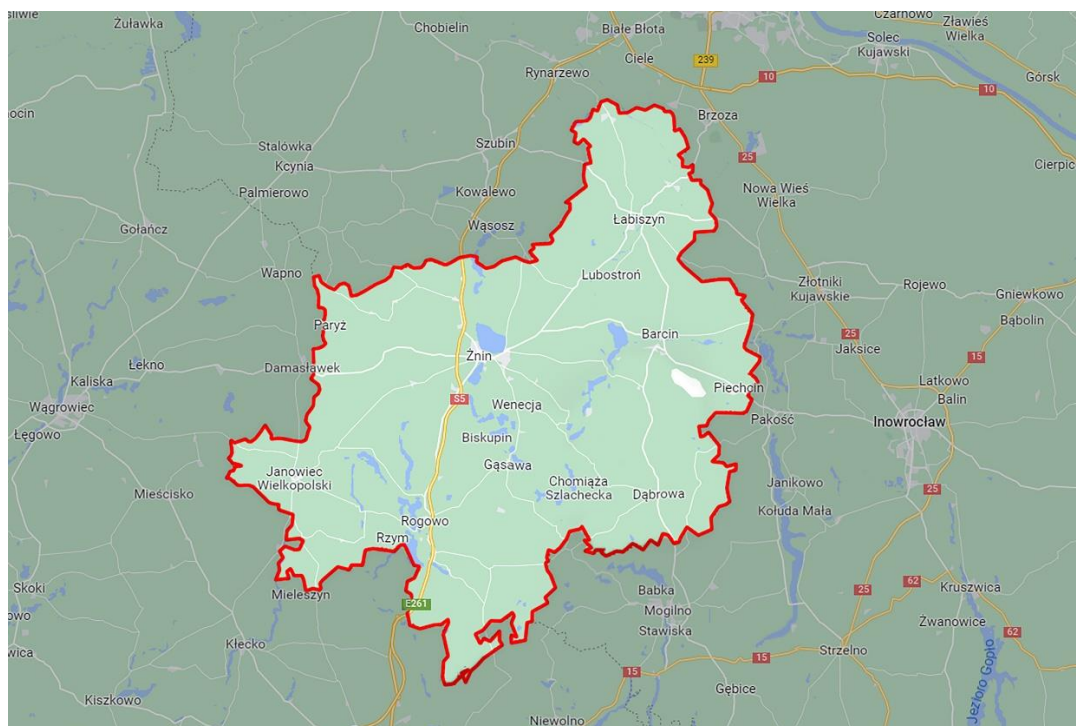 śliwie
Żuławka
Chobielin
Białe Błota
Czarnowo
Zławieś
Wielka
Ciele
239
Solec
Kujawski
Rynarzewo
10
Górsk
10
ocin
Brzoza
Szubin
Stalówka
25
Kcynia
Cierpic
Palmierowo
Kowalewo
Nowa Wieś
Wielka
Gołańcz
Wąsosz
Łabiszyn
Wapno
Lubostroń
Złotniki
Kujawskie
Rojewo
Gniewkowo
Bąbolin
Paryż
Barcin
25
Jaksice
15
Żnin
Łekno
Damasławek
Kaliska
Latkowo
Piechcin
Balin
S5
Wągrowiec
Wenecja
Pakość
Inowrocław
Łęgowo
Biskupin
Gąsawa
Janowiec
Wielkopolski
Chomiąża
Szlachecka
Janikowo
Mieścisko
Dąbrowa
25
Kołuda Mała
Rogowo
Rzym
62
Skoki
Mieleszyn
Babka
25
Kruszwica
E261
Mogilno
owo
Stawiska
Żwanowice
62
Kłecko
wica
15
15
Strzelno
Gębice
Kiszkowo
Niewolno
Jezioro Gopło